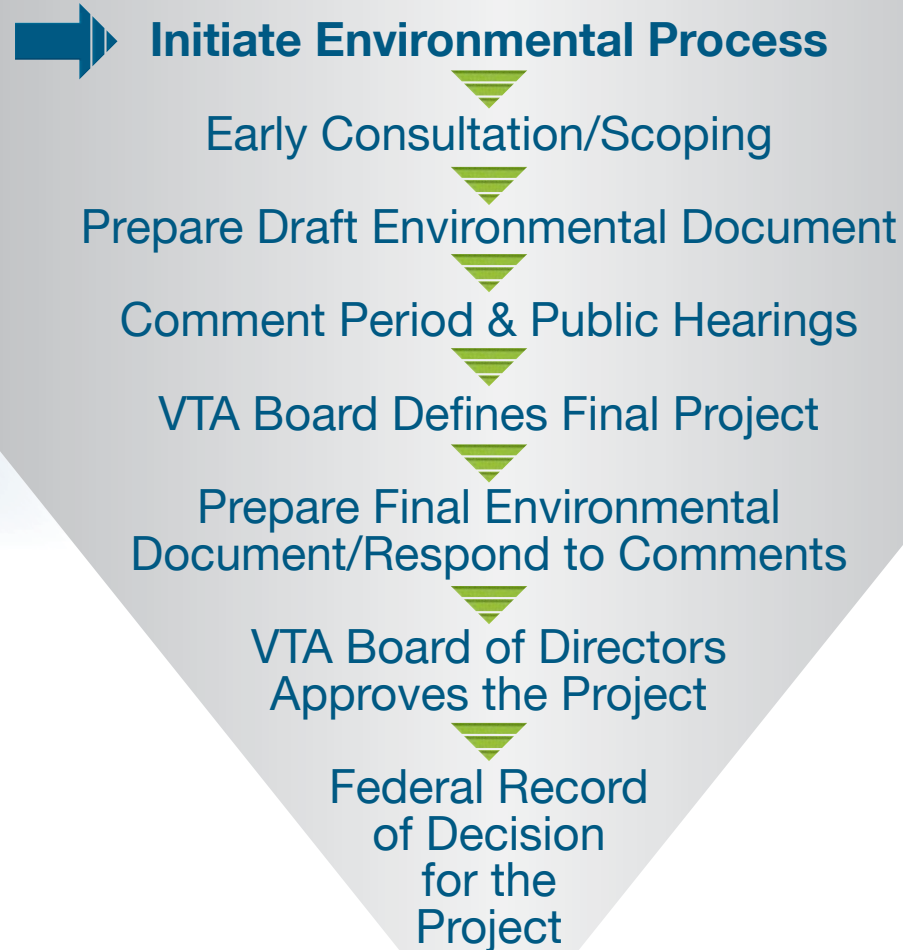 Initiate Environmental Process
Early Consultation/Scoping
Prepare Draft Environmental Document
Comment Period & Public Hearings
VTA Board Defines Final Project
Prepare Final Environmental
Document/Respond to Comments
VTA Board of Directors
Approves the Project
Federal Record
of Decision
for the
Project